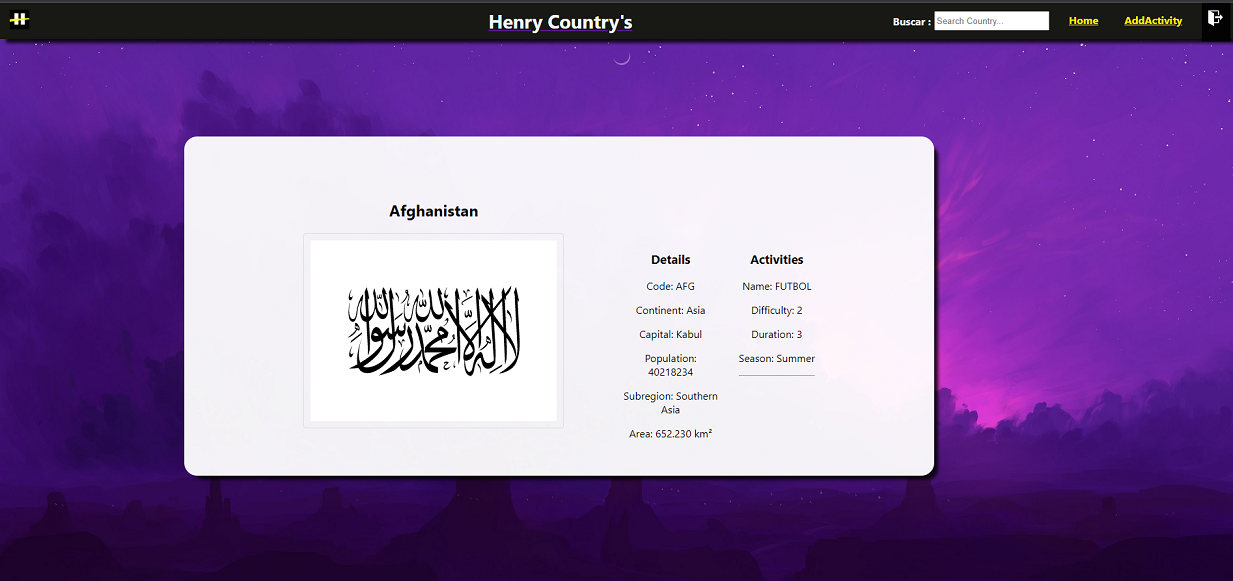 H
Henry Country's
Buscar :
Search Country...
Home
AddActivity
Afghanistan
لا إله إلا الله محمد رسول الله
Details
Code: AFG
Continent: Asia
Capital: Kabul
Population:
40218234
Subregion: Southern
Asia
Area: 652.230 km²
Activities
Name: FUTBOL
Difficulty: 2
Duration: 3
Season: Summer